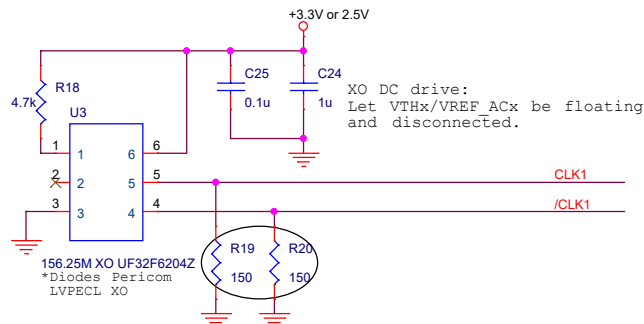 +3.3V or 2.5V
R18
4.7k
C25
0.1u
C24
1u
XO DC drive:
Let VTHx/VREF_ACx be floating
and disconnected.
U3
1 1 6 6
2 2 5 5 CLK1
3 3 4 4 /CLK1
R19
150
R20
150
156.25M XO UF32F6204Z
*Diodes Pericom
LVPECL XO